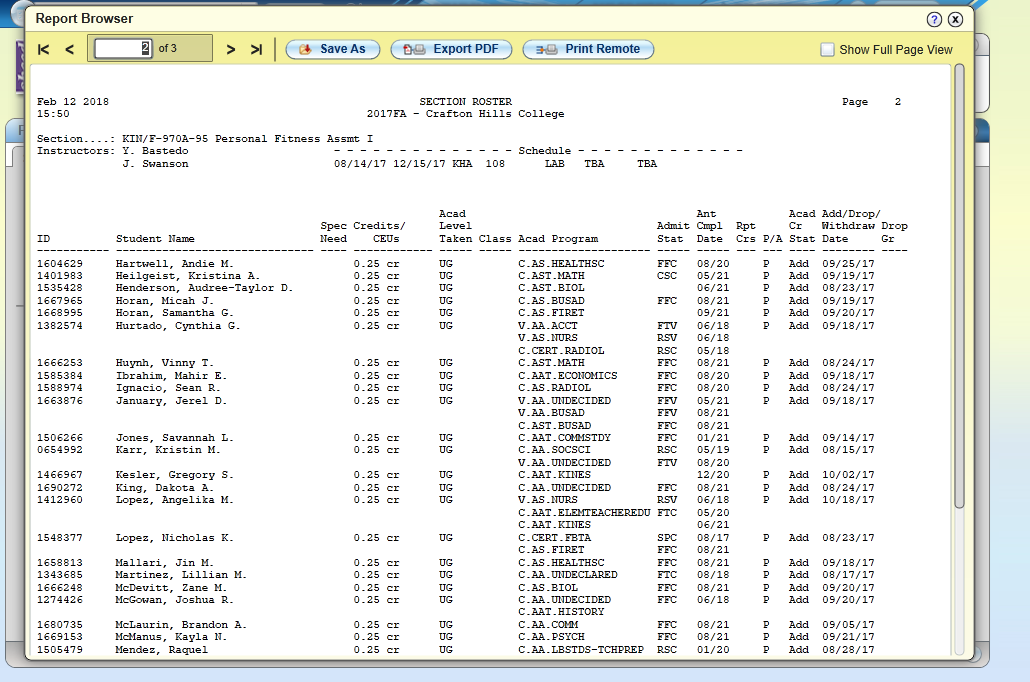 Report Browser
2 of 3 Save As Export PDF Print Remote Show Full Page View
Feb 12 2018 SECTION ROSTER Page 2
15:50 2017FA - Crafton Hills College
Section....: KIN/F-970A-95 Personal Fitness Assmt I
Instructors: Y. Bastedo - - - - - - - - - - - - - - Schedule - - - - - - - - - - - - -
J. Swanson 08/14/17 12/15/17 KHA 108 LAB TBA TBA
Acad Ant Acad Add/Drop/
Spec Credits/ Level Admit Cmpl Rpt Cr Withdraw Drop
ID Student Name Need CEUs Taken Class Acad Program Stat Date Crs P/A Stat Date Gr
1604629 Hartwell, Andie M. 0.25 cr UG C.AS.HEALTHSC FFC 08/20 P Add 09/25/17
1401983 Heilgeist, Kristina A. 0.25 cr UG C.AST.MATH CSC 05/21 P Add 09/19/17
1535428 Henderson, Audree-Taylor D. 0.25 cr UG C.AST.BIOL 06/21 P Add 08/23/17
1667965 Horan, Micah J. 0.25 cr UG C.AS.BUSAD FFC 08/21 P Add 09/19/17
1668995 Horan, Samantha G. 0.25 cr UG C.AS.FIRET 09/21 P Add 09/20/17
1382574 Hurtado, Cynthia G. 0.25 cr UG V.AA.ACCT FTV 06/18 P Add 09/18/17
V.AS.NURS RSV 06/18
C.CERT.RADIOL RSC 05/18
1666253 Huynh, Vinny T. 0.25 cr UG C.AST.MATH FFC 08/21 P Add 08/24/17
1585384 Ibrahim, Mahir E. 0.25 cr UG C.AAT.ECONOMICS FFC 08/20 P Add 09/18/17
1588974 Ignacio, Sean R. 0.25 cr UG C.AS.RADIOL FFC 08/20 P Add 08/24/17
1663876 January, Jerel D. 0.25 cr UG V.AA.UNDECIDED FFV 05/21 P Add 09/18/17
V.AA.BUSAD FFV 08/21
C.AST.BUSAD FFC 08/21
1506266 Jones, Savannah L. 0.25 cr UG C.AAT.COMMSTDY FFC 01/21 P Add 09/14/17
0654992 Karr, Kristin M. 0.25 cr UG C.AA.SOCSCI RSC 05/19 P Add 08/15/17
V.AA.UNDECIDED FTV 08/20
1466967 Kesler, Gregory S. 0.25 cr UG C.AAT.KINES 12/20 P Add 10/02/17
1690272 King, Dakota A. 0.25 cr UG C.AA.UNDECIDED FFC 08/21 P Add 08/24/17
1412960 Lopez, Angelika M. 0.25 cr UG V.AS.NURS RSV 06/18 P Add 10/18/17
C.AAT.ELEMTEACHEREDU FTC 05/20
C.AAT.KINES 06/21
1548377 Lopez, Nicholas K. 0.25 cr UG C.CERT.FBTA SPC 08/17 P Add 08/23/17
C.AS.FIRET FFC 08/21
1658813 Mallari, Jin M. 0.25 cr UG C.AS.HEALTHSC FFC 08/21 P Add 09/18/17
1343685 Martinez, Lillian M. 0.25 cr UG C.AA.UNDECLARED FTC 08/18 P Add 08/17/17
1666248 McDevitt, Zane M. 0.25 cr UG C.AS.BIOL FFC 08/21 P Add 09/20/17
1274426 McGowan, Joshua R. 0.25 cr UG C.AA.UNDECIDED FFC 06/18 P Add 09/20/17
C.AAT.HISTORY
1680735 McLaurin, Brandon A. 0.25 cr UG C.AA.COMM FFC 08/21 P Add 09/05/17
1669153 McManus, Kayla N. 0.25 cr UG C.AA.PSYCH FFC 08/21 P Add 09/21/17
1505479 Mendez, Raquel 0.25 cr UG C.AA.LBSTDS-TCHPREP RSC 01/20 P Add 08/28/17